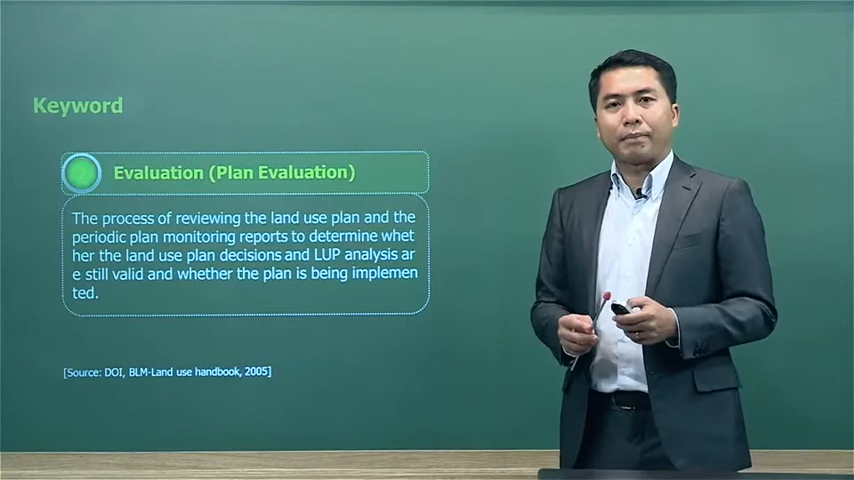 Keyword
Evaluation (Plan Evaluation)
The process of reviewing the land use plan and the
periodic plan monitoring reports to determine whet
her the land use plan decisions and LUP analysis ar
e still valid and whether the plan is being implemen
ted.
[Source: DOI, BLM-Land use handbook, 2005]